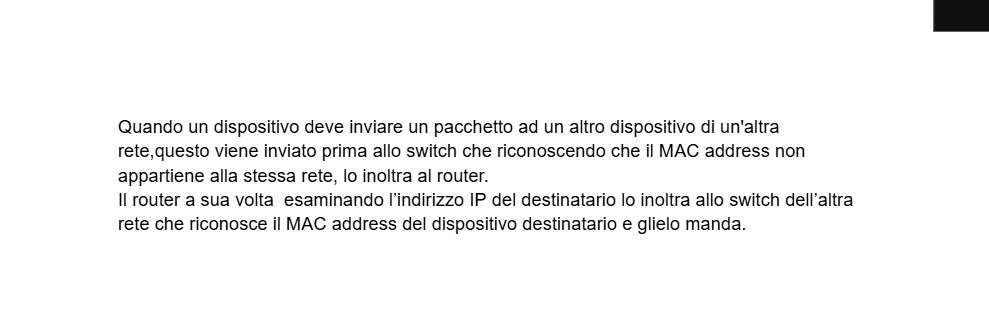 Quando un dispositivo deve inviare un pacchetto ad un altro dispositivo di un'altra
rete,questo viene inviato prima allo switch che riconoscendo che il MAC address non
appartiene alla stessa rete, lo inoltra al router.
Il router a sua volta  esaminando l’indirizzo IP del destinatario lo inoltra allo switch dell’altra
rete che riconosce il MAC address del dispositivo destinatario e glielo manda.